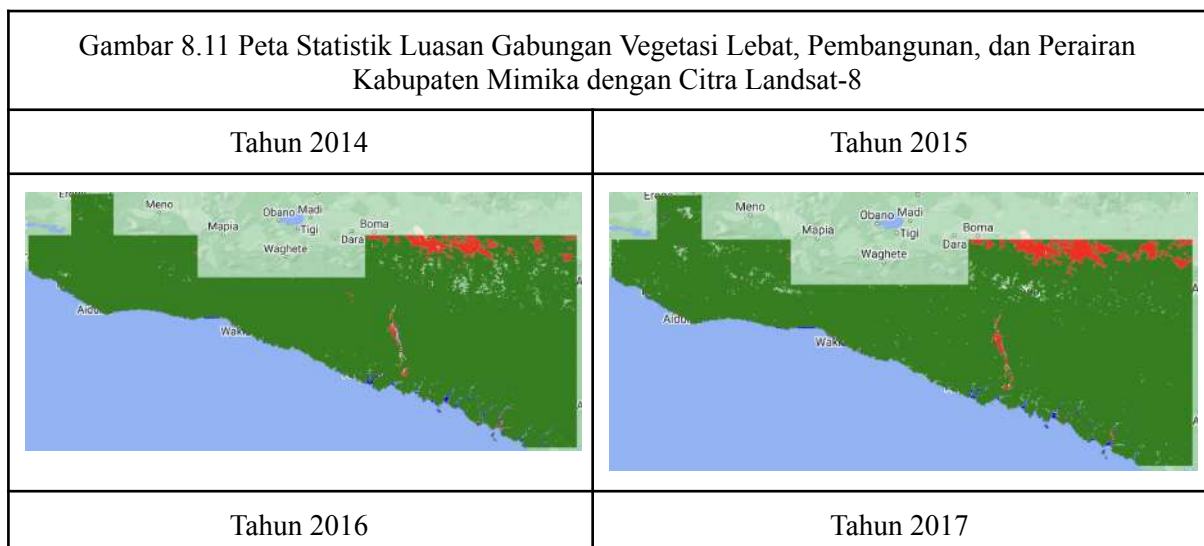 Gambar 8.11 Peta Statistik Luasan Gabungan Vegetasi Lebat, Pembangunan, dan Perairan
Kabupaten Mimika dengan Citra Landsat-8
Tahun 2014
Tahun 2015
Meno
Mapia
Obano
Madi
Tigi
Boma
Dara
Waghete
Meno
Mapia
Obano
Madi
Tigi
Boma
Dara
Waghete
Tahun 2016
Tahun 2017